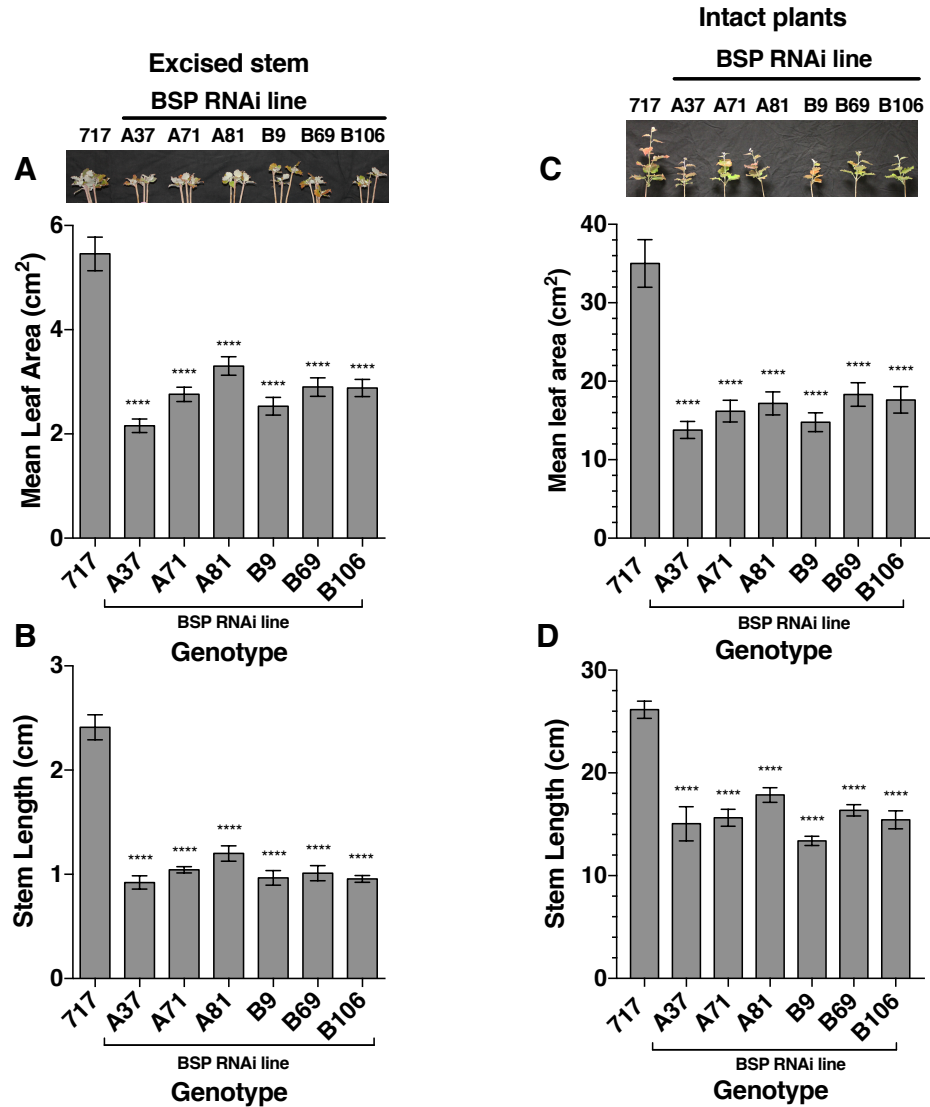 Excised stem
BSP RNAi line
717 A37 A71 A81 B9 B69 B106
A
Mean Leaf Area (cm²)
6
4
2
0
**** **** **** **** **** ****
717 A37 A71 A81 B9 B69 B106
BSP RNAi line
Genotype
B
Stem Length (cm)
3
2
1
0
**** **** **** **** **** ****
717 A37 A71 A81 B9 B69 B106
BSP RNAi line
Genotype
Intact plants
BSP RNAi line
717 A37 A71 A81 B9 B69 B106
C
Mean leaf area (cm²)
40
30
20
10
0
**** **** **** **** **** ****
717 A37 A71 A81 B9 B69 B106
BSP RNAi line
Genotype
D
Stem Length (cm)
30
20
10
0
**** **** **** **** **** ****
717 A37 A71 A81 B9 B69 B106
BSP RNAi line
Genotype